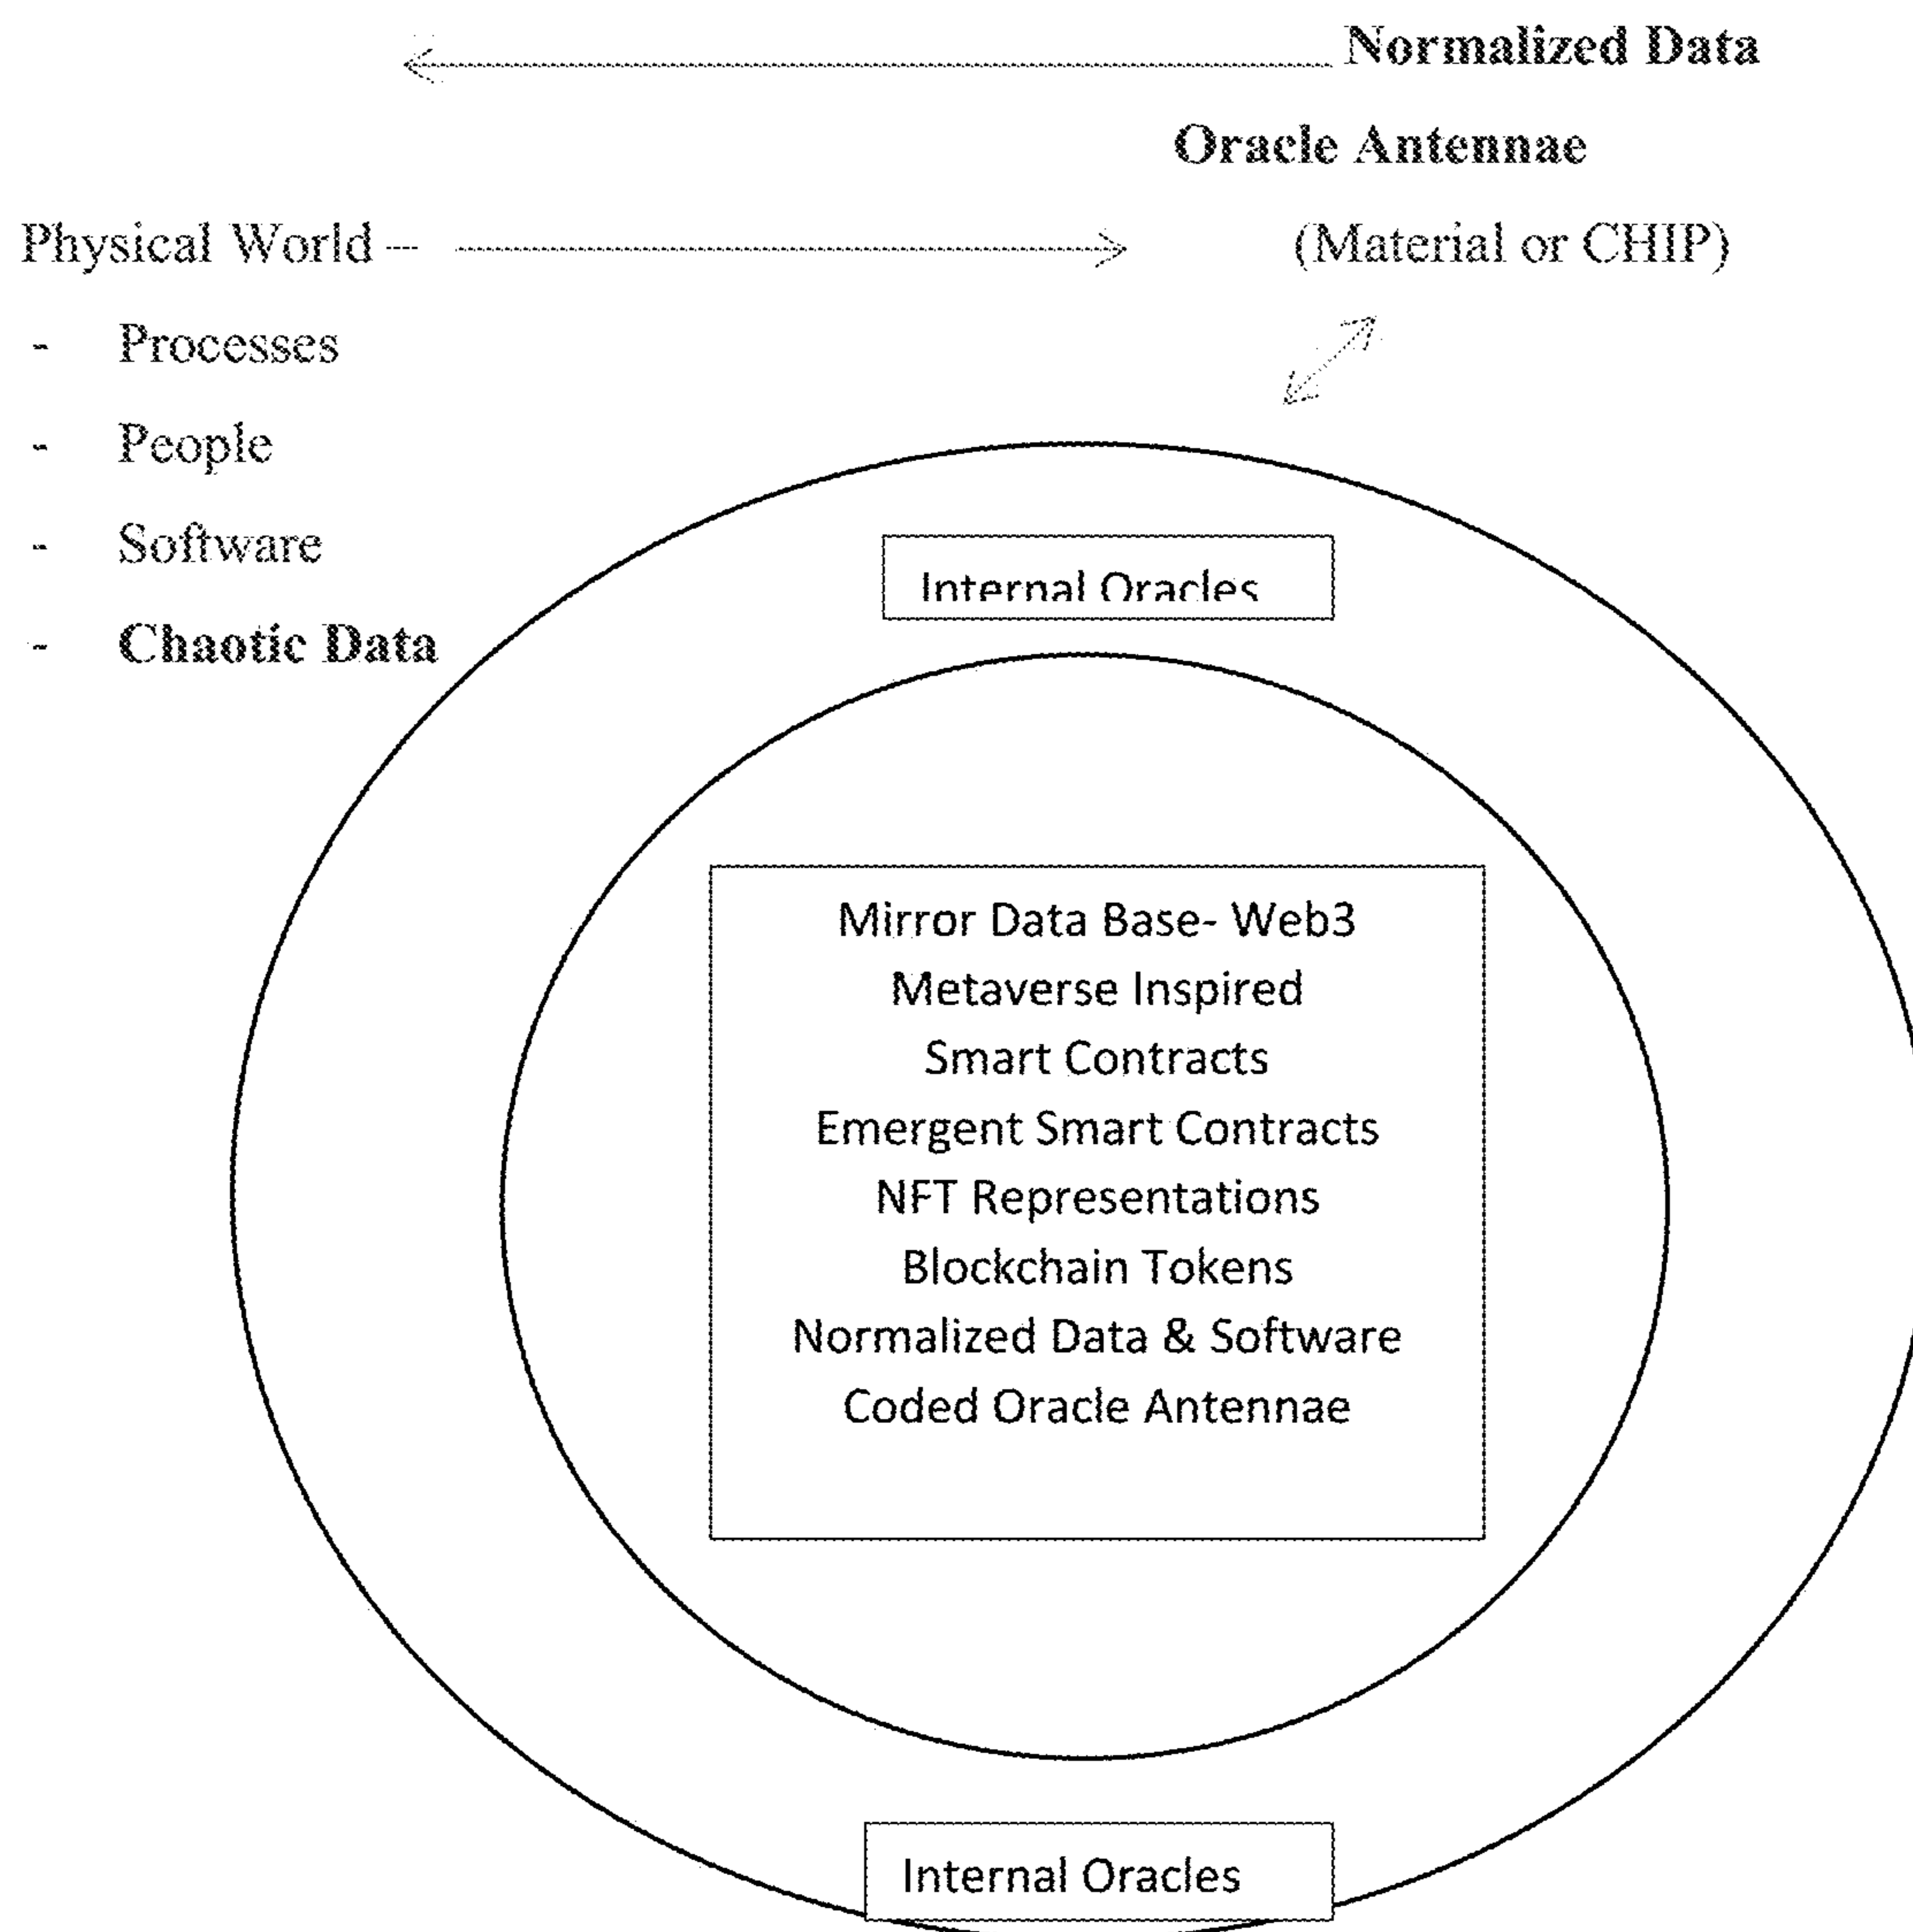 Normalized Data
Oracle Antennae
Physical World --- (Material or CHIP)
- Processes
- People
- Software
- Chaotic Data
Internal Oracles
Mirror Data Base- Web3
Metaverse Inspired
Smart Contracts
Emergent Smart Contracts
NFT Representations
Blockchain Tokens
Normalized Data & Software
Coded Oracle Antennae
Internal Oracles